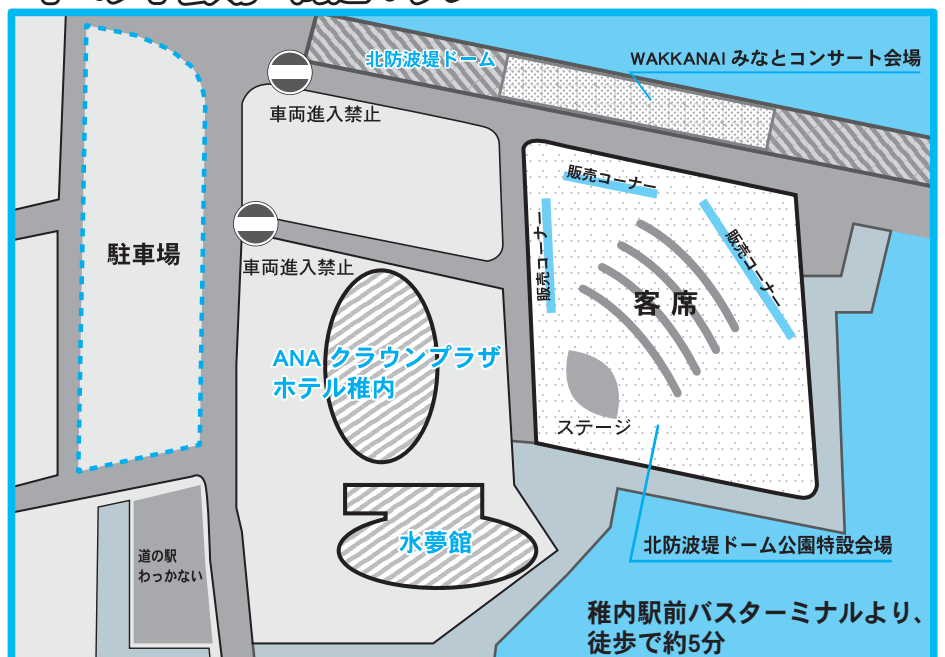 北防波堤ドーム
WAKKANAI みなとコンサート会場
車両進入禁止
販売コーナー
販売コーナー
販売コーナー
駐車場
車両進入禁止
客席
ANA クラウンプラザ
ホテル稚内
ステージ
水夢館
北防波堤ドーム公園特設会場
道の駅
わっかない
稚内駅前バスターミナルより、
徒歩で約5分